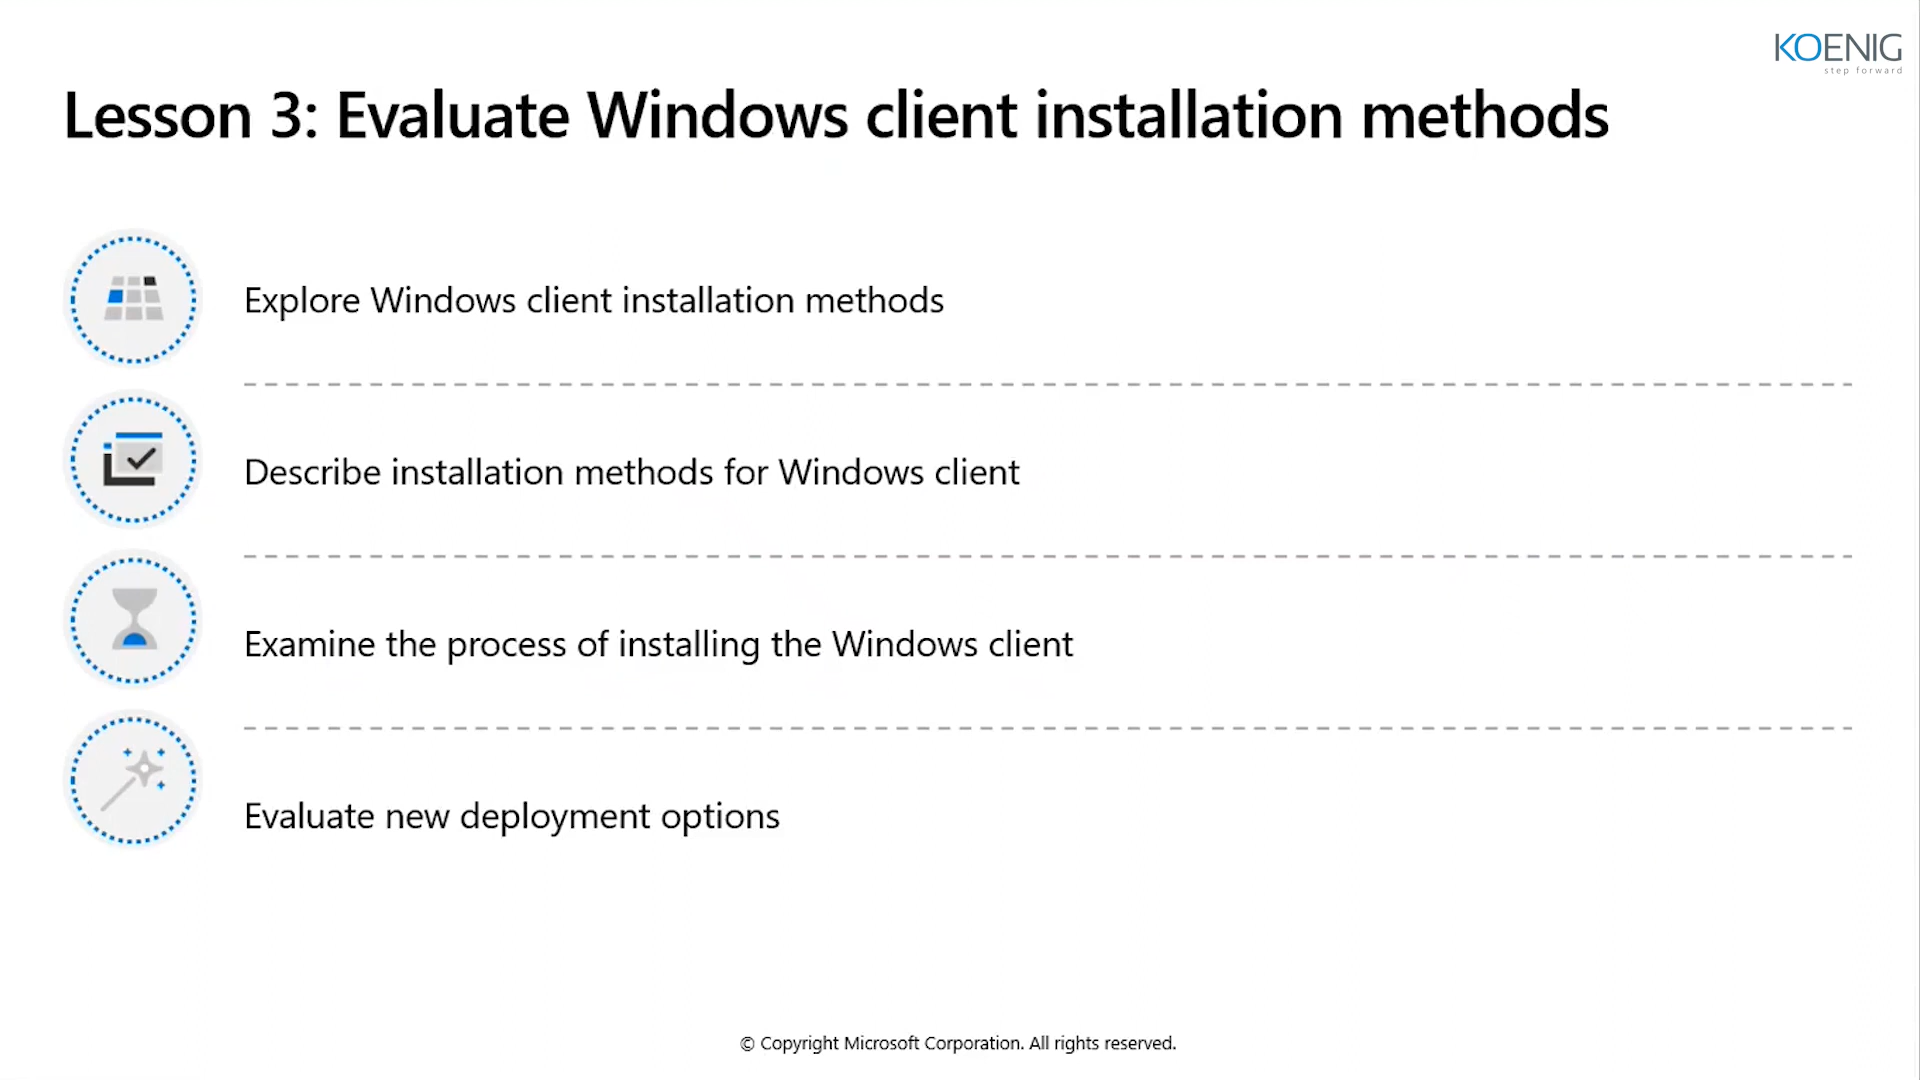 KOENIG
step forward
Lesson 3: Evaluate Windows client installation methods
Explore Windows client installation methods
Describe installation methods for Windows client
Examine the process of installing the Windows client
Evaluate new deployment options
© Copyright Microsoft Corporation. All rights reserved.